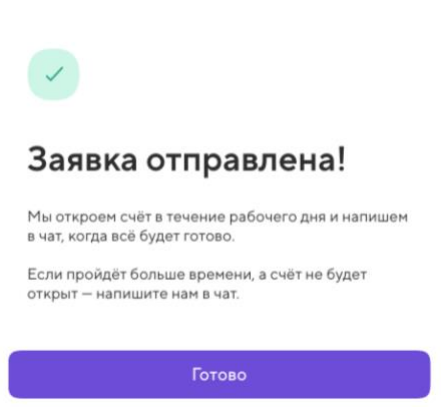 Заявка отправлена!
Мы откроем счёт в течение рабочего дня и напишем
в чат, когда всё будет готово.
Если пройдёт больше времени, а счёт не будет
открыт — напишите нам в чат.
Готово